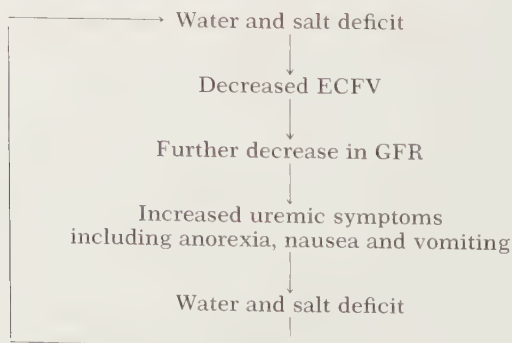 Water and salt deficit
Decreased ECFV
Further decrease in GFR
Increased uremic symptoms
including anorexia, nausea and vomiting
Water and salt deficit